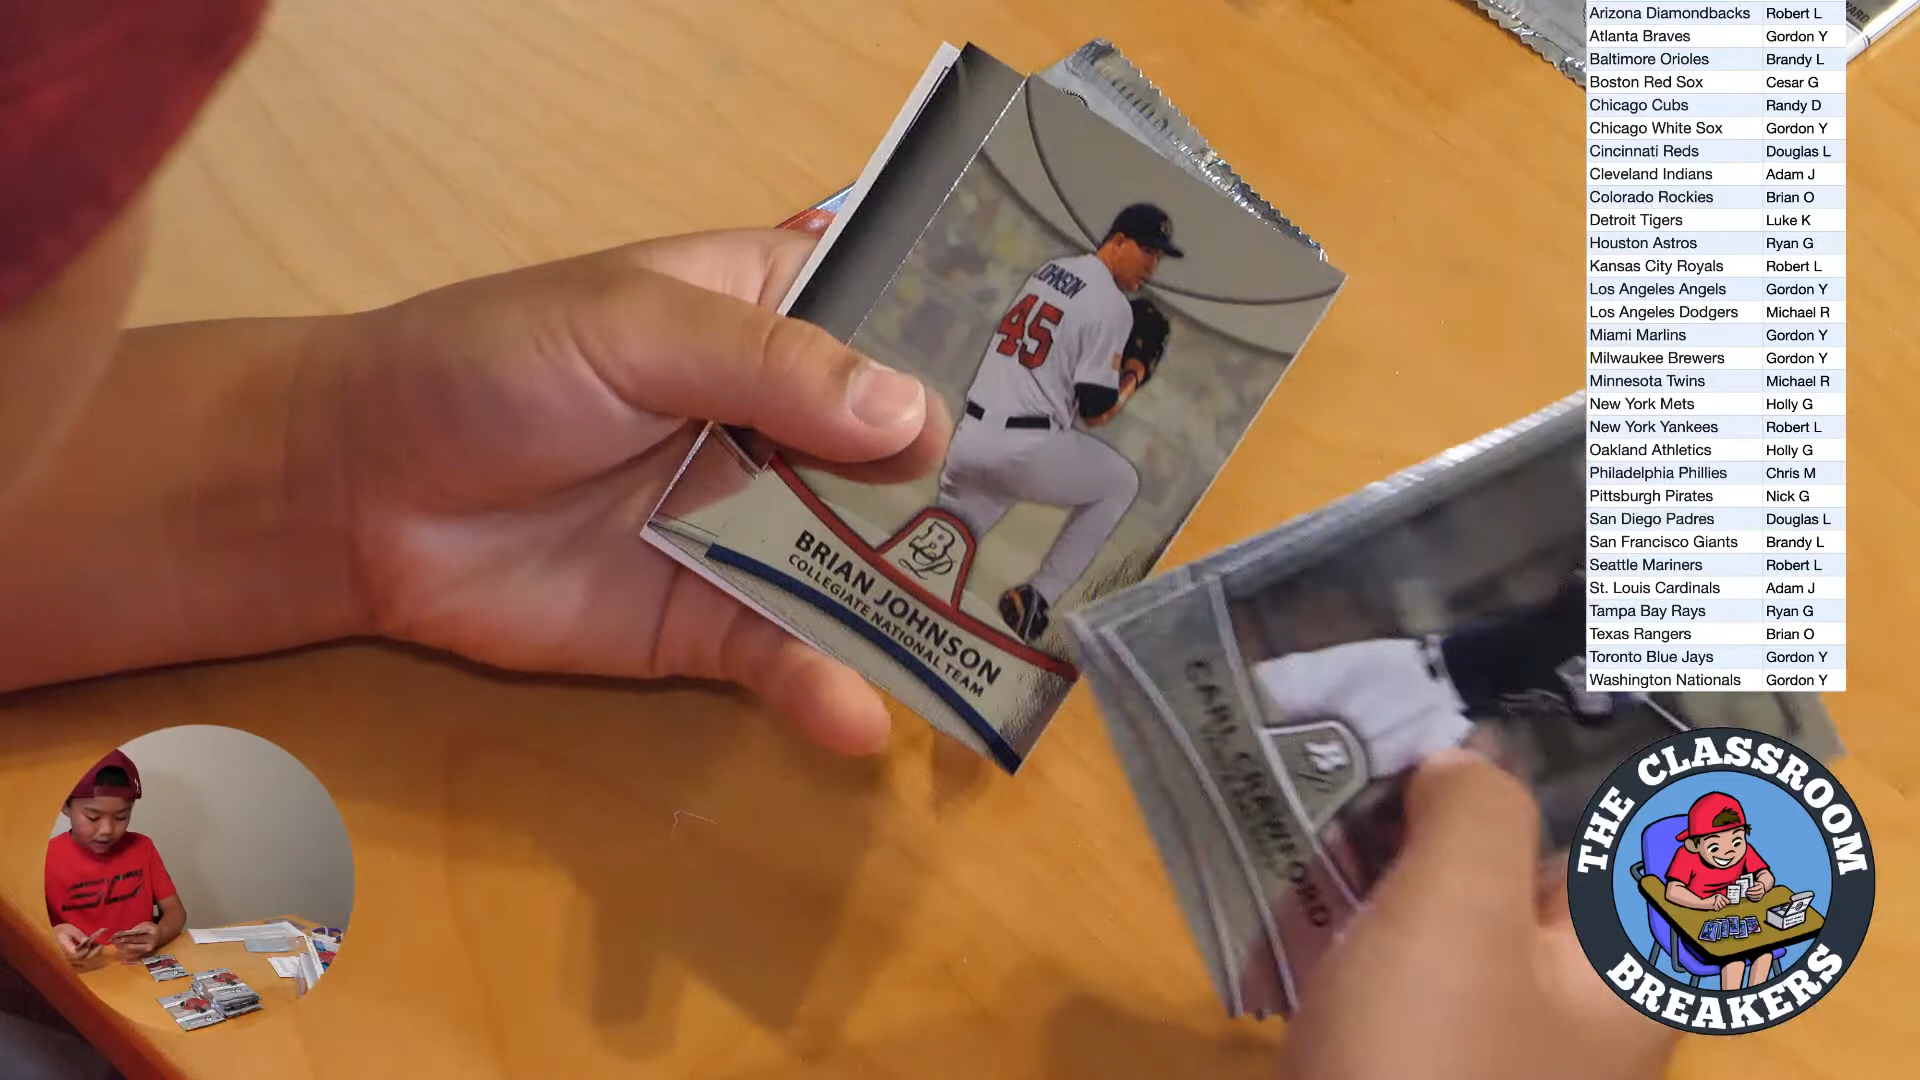 Arizona Diamondbacks Robert L
Atlanta Braves Gordon Y
Baltimore Orioles Brandy L
Boston Red Sox Cesar G
Chicago Cubs Randy D
Chicago White Sox Gordon Y
Cincinnati Reds Douglas L
Cleveland Indians Adam J
Colorado Rockies Brian O
Detroit Tigers Luke K
Houston Astros Ryan G
Kansas City Royals Robert L
Los Angeles Angels Gordon Y
Los Angeles Dodgers Michael R
Miami Marlins Gordon Y
Milwaukee Brewers Gordon Y
Minnesota Twins Michael R
New York Mets Holly G
New York Yankees Robert L
Oakland Athletics Holly G
Philadelphia Phillies Chris M
Pittsburgh Pirates Nick G
San Diego Padres Douglas L
San Francisco Giants Brandy L
Seattle Mariners Robert L
St. Louis Cardinals Adam J
Tampa Bay Rays Ryan G
Texas Rangers Brian O
Toronto Blue Jays Gordon Y
Washington Nationals Gordon Y
JOHNSON
45
BP
BRIAN JOHNSON
COLLEGIATE NATIONAL TEAM
CARL CRAWFORD
THE CLASSROOM
BREAKERS